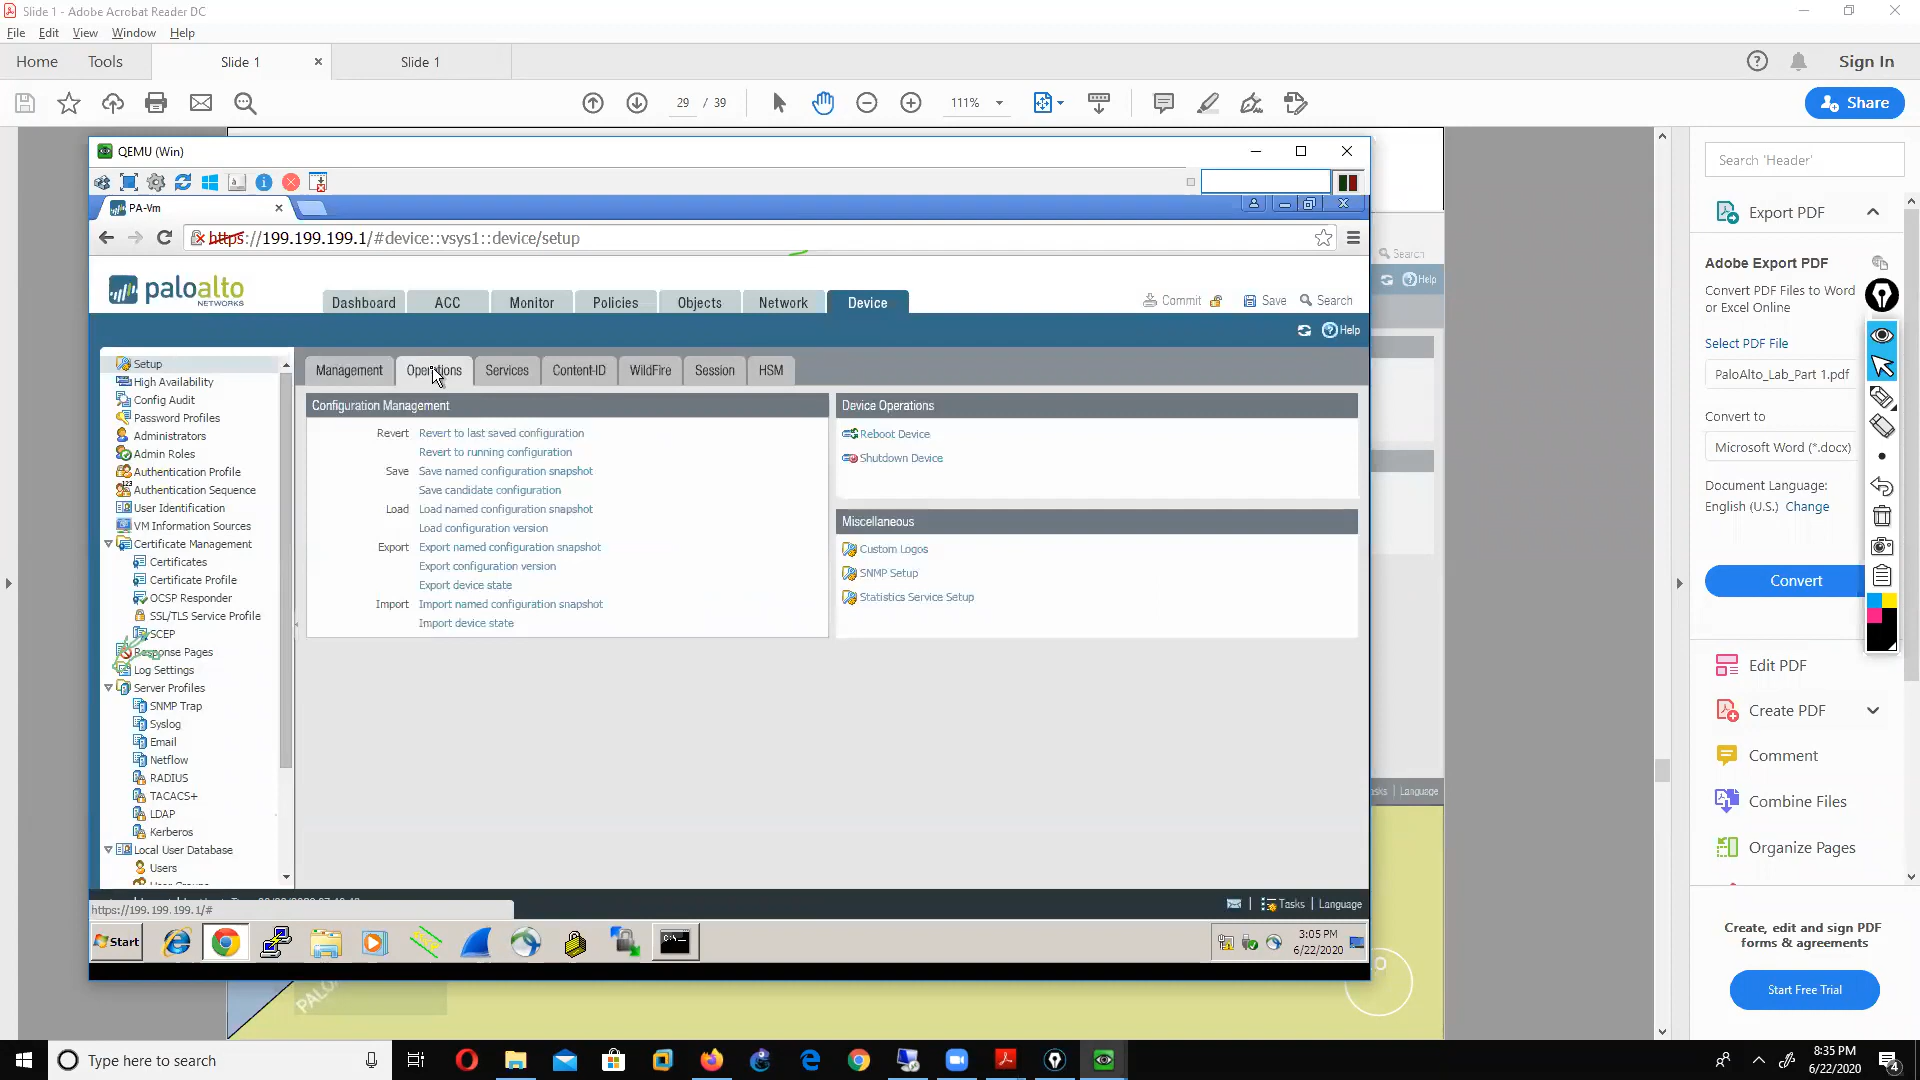 Slide 1 - Adobe Acrobat Reader DC
File Edit View Window Help
Home Tools Slide 1 × Slide 1 Sign In
29 / 39 111% Share
QEMU (Win)
PA-Vm
https://199.199.199.1/#device::vsys1::device/setup
paloalto
NETWORKS
Dashboard ACC Monitor Policies Objects Network Device
Commit Save Search
Help
Setup
High Availability
Config Audit
Password Profiles
Administrators
Admin Roles
Authentication Profile
Authentication Sequence
User Identification
VM Information Sources
Certificate Management
Certificates
Certificate Profile
OCSP Responder
SSL/TLS Service Profile
SCEP
Response Pages
Log Settings
Server Profiles
SNMP Trap
Syslog
Email
Netflow
RADIUS
TACACS+
LDAP
Kerberos
Local User Database
Users
Management Operations Services Content-ID WildFire Session HSM
Configuration Management
Revert Revert to last saved configuration
Revert to running configuration
Save Save named configuration snapshot
Save candidate configuration
Load Load named configuration snapshot
Load configuration version
Export Export named configuration snapshot
Export configuration version
Export device state
Import Import named configuration snapshot
Import device state
Device Operations
Reboot Device
Shutdown Device
Miscellaneous
Custom Logos
SNMP Setup
Statistics Service Setup
https://199.199.199.1/#
Tasks | Language
Start
3:05 PM
6/22/2020
Search
Help
Language
PALO
Search 'Header'
Export PDF
Adobe Export PDF
Convert PDF Files to Word
or Excel Online
Select PDF File
PaloAlto_Lab_Part 1.pdf
Convert to
Microsoft Word (*.docx)
Document Language:
English (U.S.) Change
Convert
Edit PDF
Create PDF
Comment
Combine Files
Organize Pages
Create, edit and sign PDF
forms & agreements
Start Free Trial
Type here to search
8:35 PM
6/22/2020
4